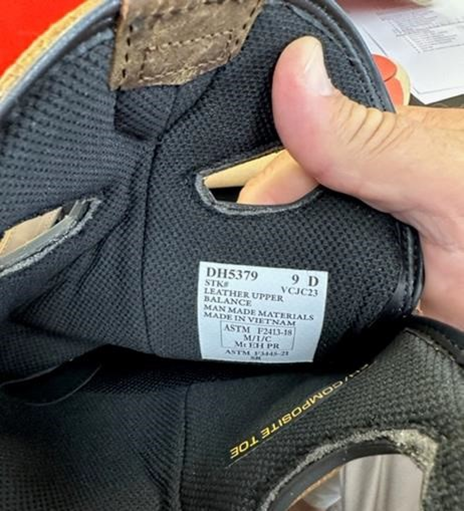 DH5379 9 D
STK# VCJC23
LEATHER UPPER
BALANCE
MAN MADE MATERIALS
MADE IN VIETNAM
ASTM F2413-18
M/I/C
Mt EH PR
ASTM F3445-21
SR
COMPOSITE TOE